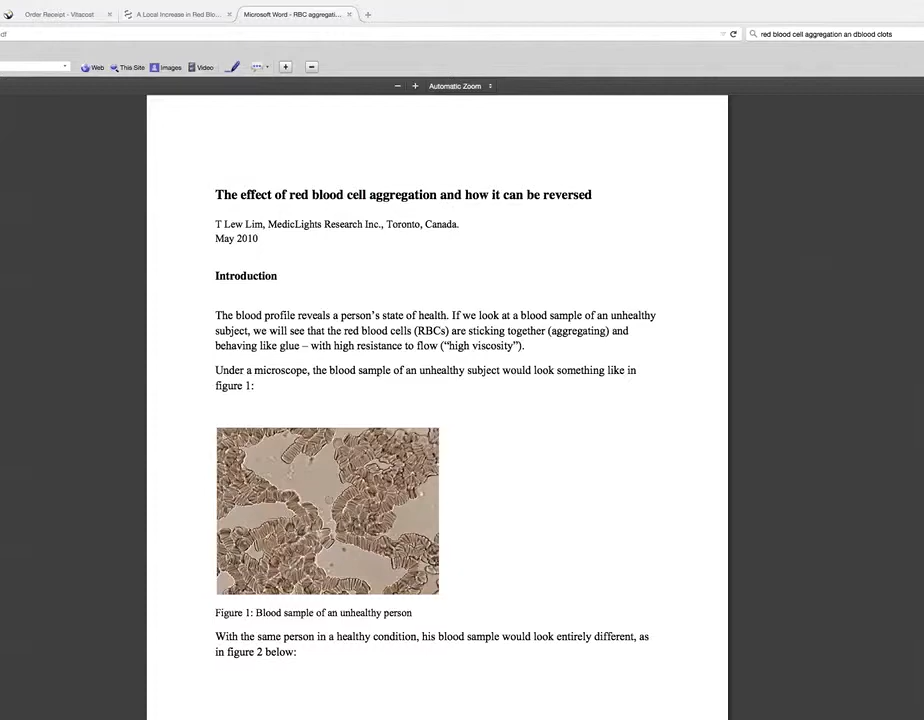 Order Receipt - Vitacost
A Local Increase in Red Blo...
Microsoft Word - RBC aggregati...
df
red blood cell aggregation an dblood clots
Web
This Site
Images
Video
Automatic Zoom
The effect of red blood cell aggregation and how it can be reversed
T Lew Lim, MedicLights Research Inc., Toronto, Canada.
May 2010
Introduction
The blood profile reveals a person's state of health. If we look at a blood sample of an unhealthy
subject, we will see that the red blood cells (RBCs) are sticking together (aggregating) and
behaving like glue – with high resistance to flow (“high viscosity”).
Under a microscope, the blood sample of an unhealthy subject would look something like in
figure 1:
Figure 1: Blood sample of an unhealthy person
With the same person in a healthy condition, his blood sample would look entirely different, as
in figure 2 below: